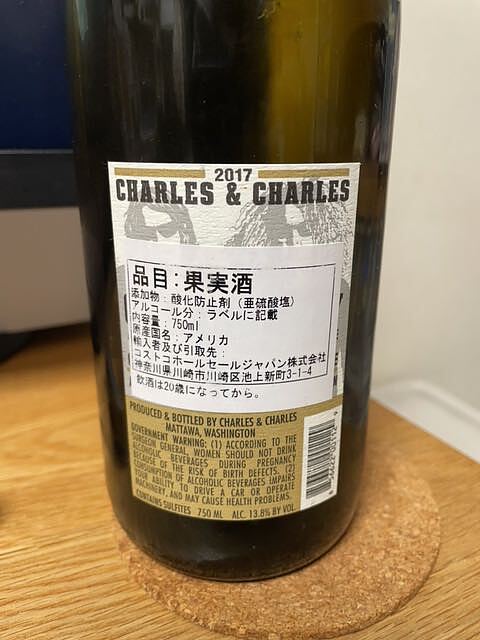 2017
CHARLES & CHARLES
品目：果実酒
添加物：酸化防止剤（亜硫酸塩）
アルコール分：ラベルに記載
内容量：750ml
原産国名：アメリカ
輸入者及び引取先：
コストコホールセールジャパン株式会社
神奈川県川崎市川崎区池上新町3-1-4
飲酒は20歳になってから。
PRODUCED & BOTTLED BY CHARLES & CHARLES
MATTAWA, WASHINGTON
GOVERNMENT WARNING: (1) ACCORDING TO THE
SURGEON GENERAL, WOMEN SHOULD NOT DRINK
ALCOHOLIC BEVERAGES DURING PREGNANCY
BECAUSE OF THE RISK OF BIRTH DEFECTS. (2)
CONSUMPTION OF ALCOHOLIC BEVERAGES IMPAIRS
YOUR ABILITY TO DRIVE A CAR OR OPERATE
MACHINERY, AND MAY CAUSE HEALTH PROBLEMS.
CONTAINS SULFITES 750 ML ALC. 13.8% BY VOL.